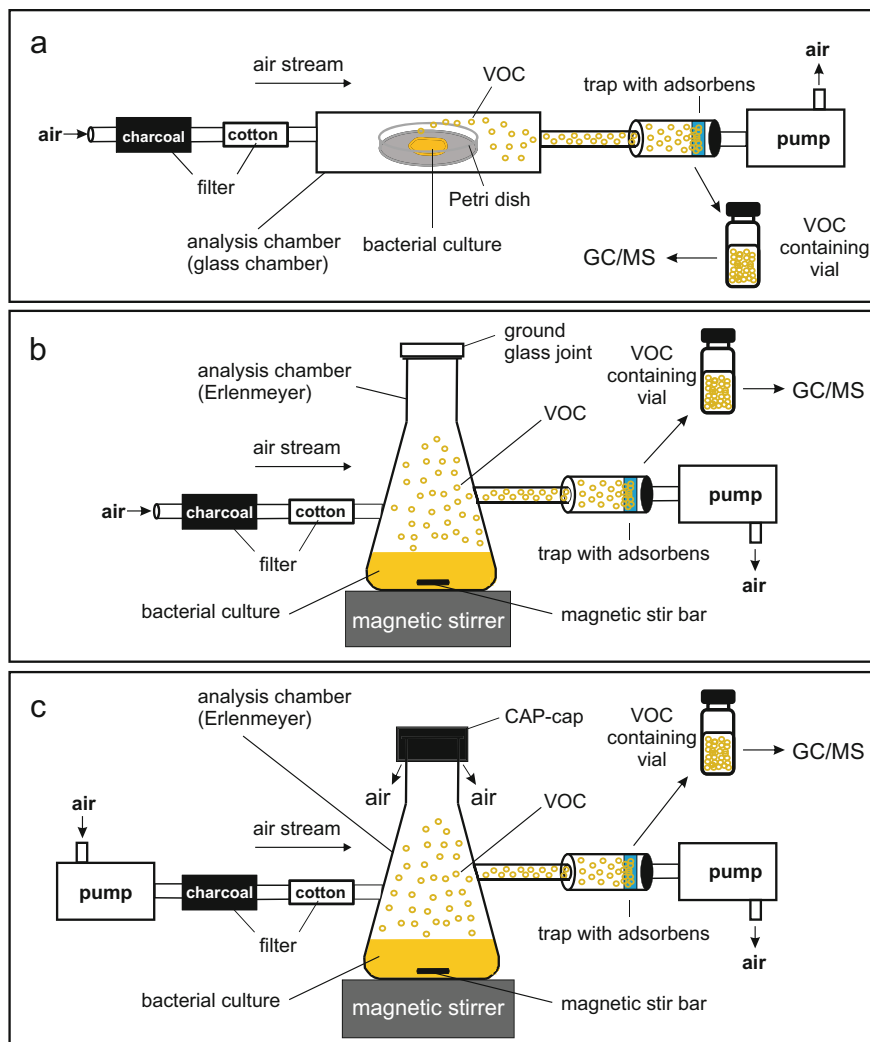 a
air stream
VOC
trap with adsorbens
air
air
charcoal
cotton
pump
filter
Petri dish
analysis chamber
(glass chamber)
bacterial culture
GC/MS
VOC
containing
vial
b
ground
glass joint
analysis chamber
(Erlenmeyer)
VOC
containing
vial
GC/MS
VOC
air stream
air
charcoal
cotton
pump
filter
trap with adsorbens
air
bacterial culture
magnetic stir bar
magnetic stirrer
c
analysis chamber
(Erlenmeyer)
CAP-cap
VOC
containing
vial
GC/MS
air
air
VOC
air
air stream
pump
charcoal
cotton
pump
filter
trap with adsorbens
air
bacterial culture
magnetic stir bar
magnetic stirrer